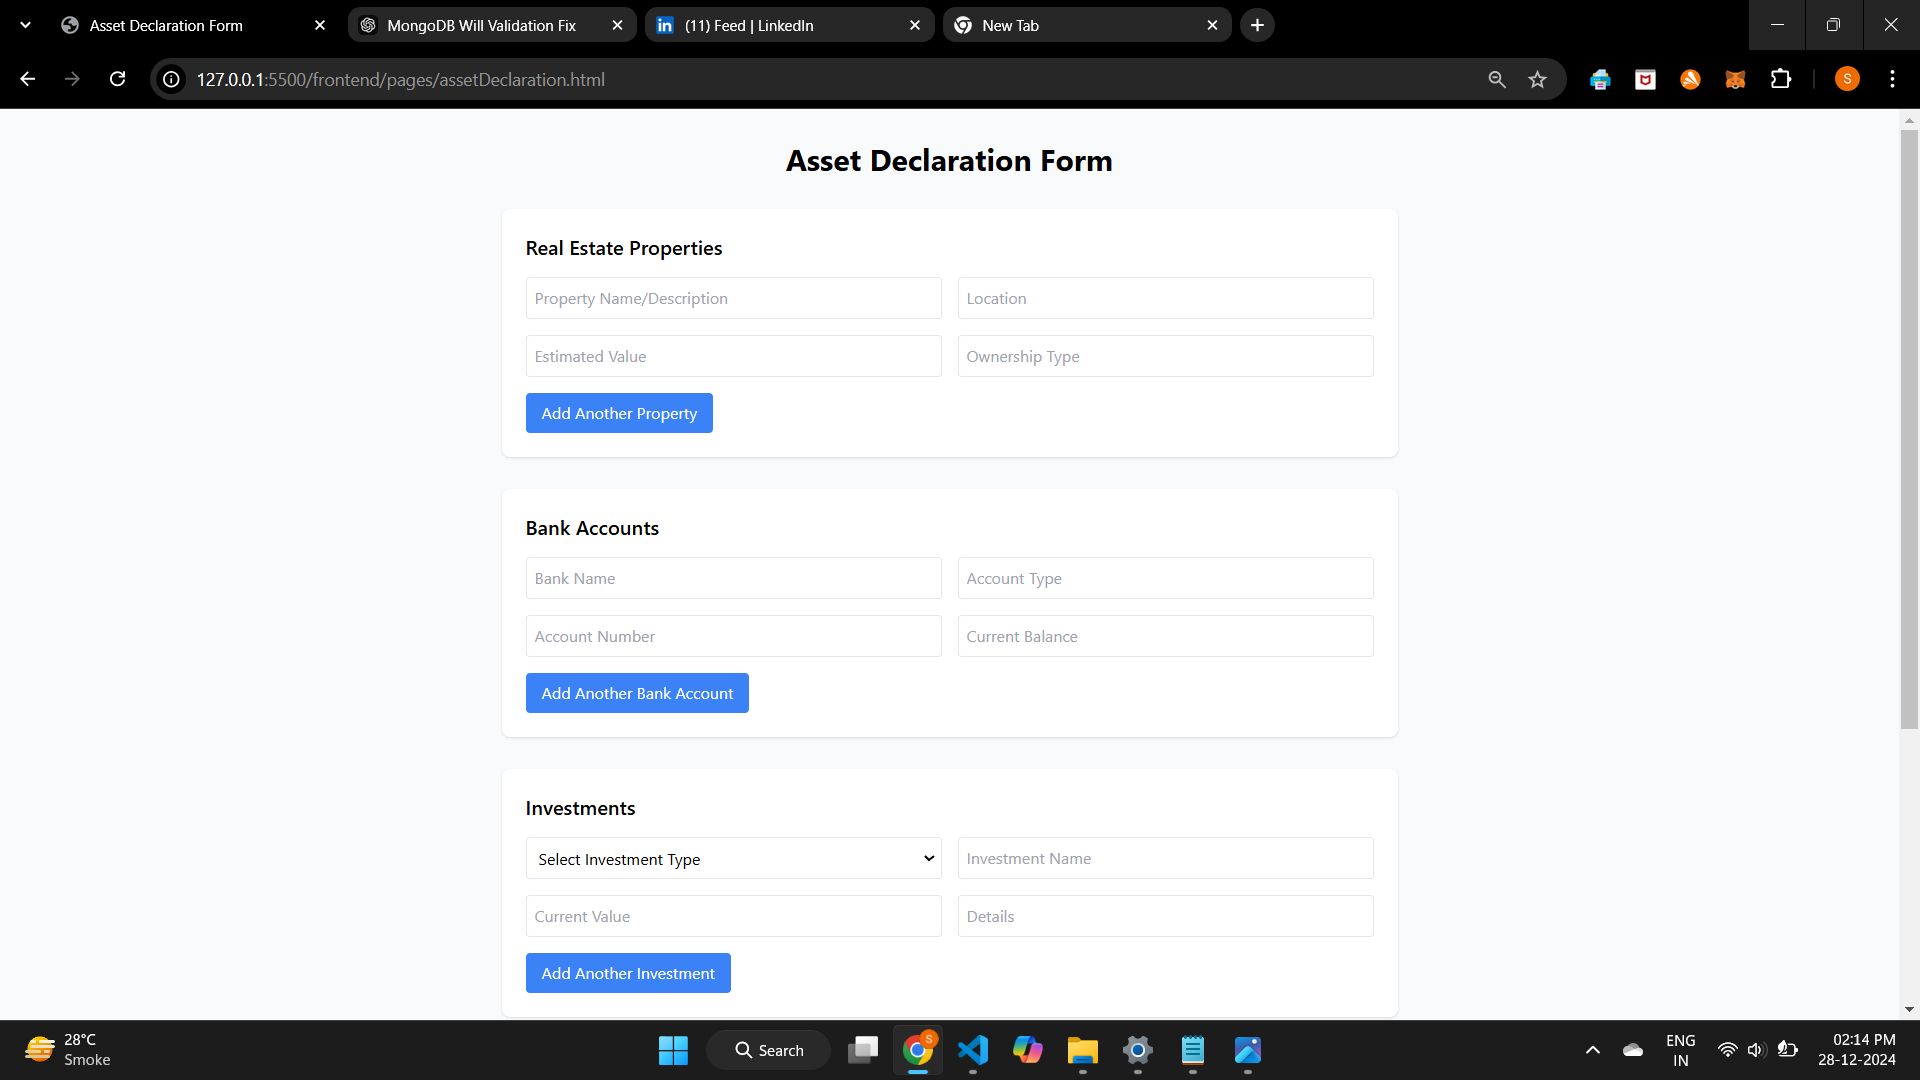 Asset Declaration Form
MongoDB Will Validation Fix
(11) Feed | LinkedIn
New Tab
127.0.0.1:5500/frontend/pages/assetDeclaration.html
S
Asset Declaration Form
Real Estate Properties
Property Name/Description
Location
Estimated Value
Ownership Type
Add Another Property
Bank Accounts
Bank Name
Account Type
Account Number
Current Balance
Add Another Bank Account
Investments
Select Investment Type
Investment Name
Current Value
Details
Add Another Investment
28°C
Smoke
Search
S
ENG
IN
02:14 PM
28-12-2024